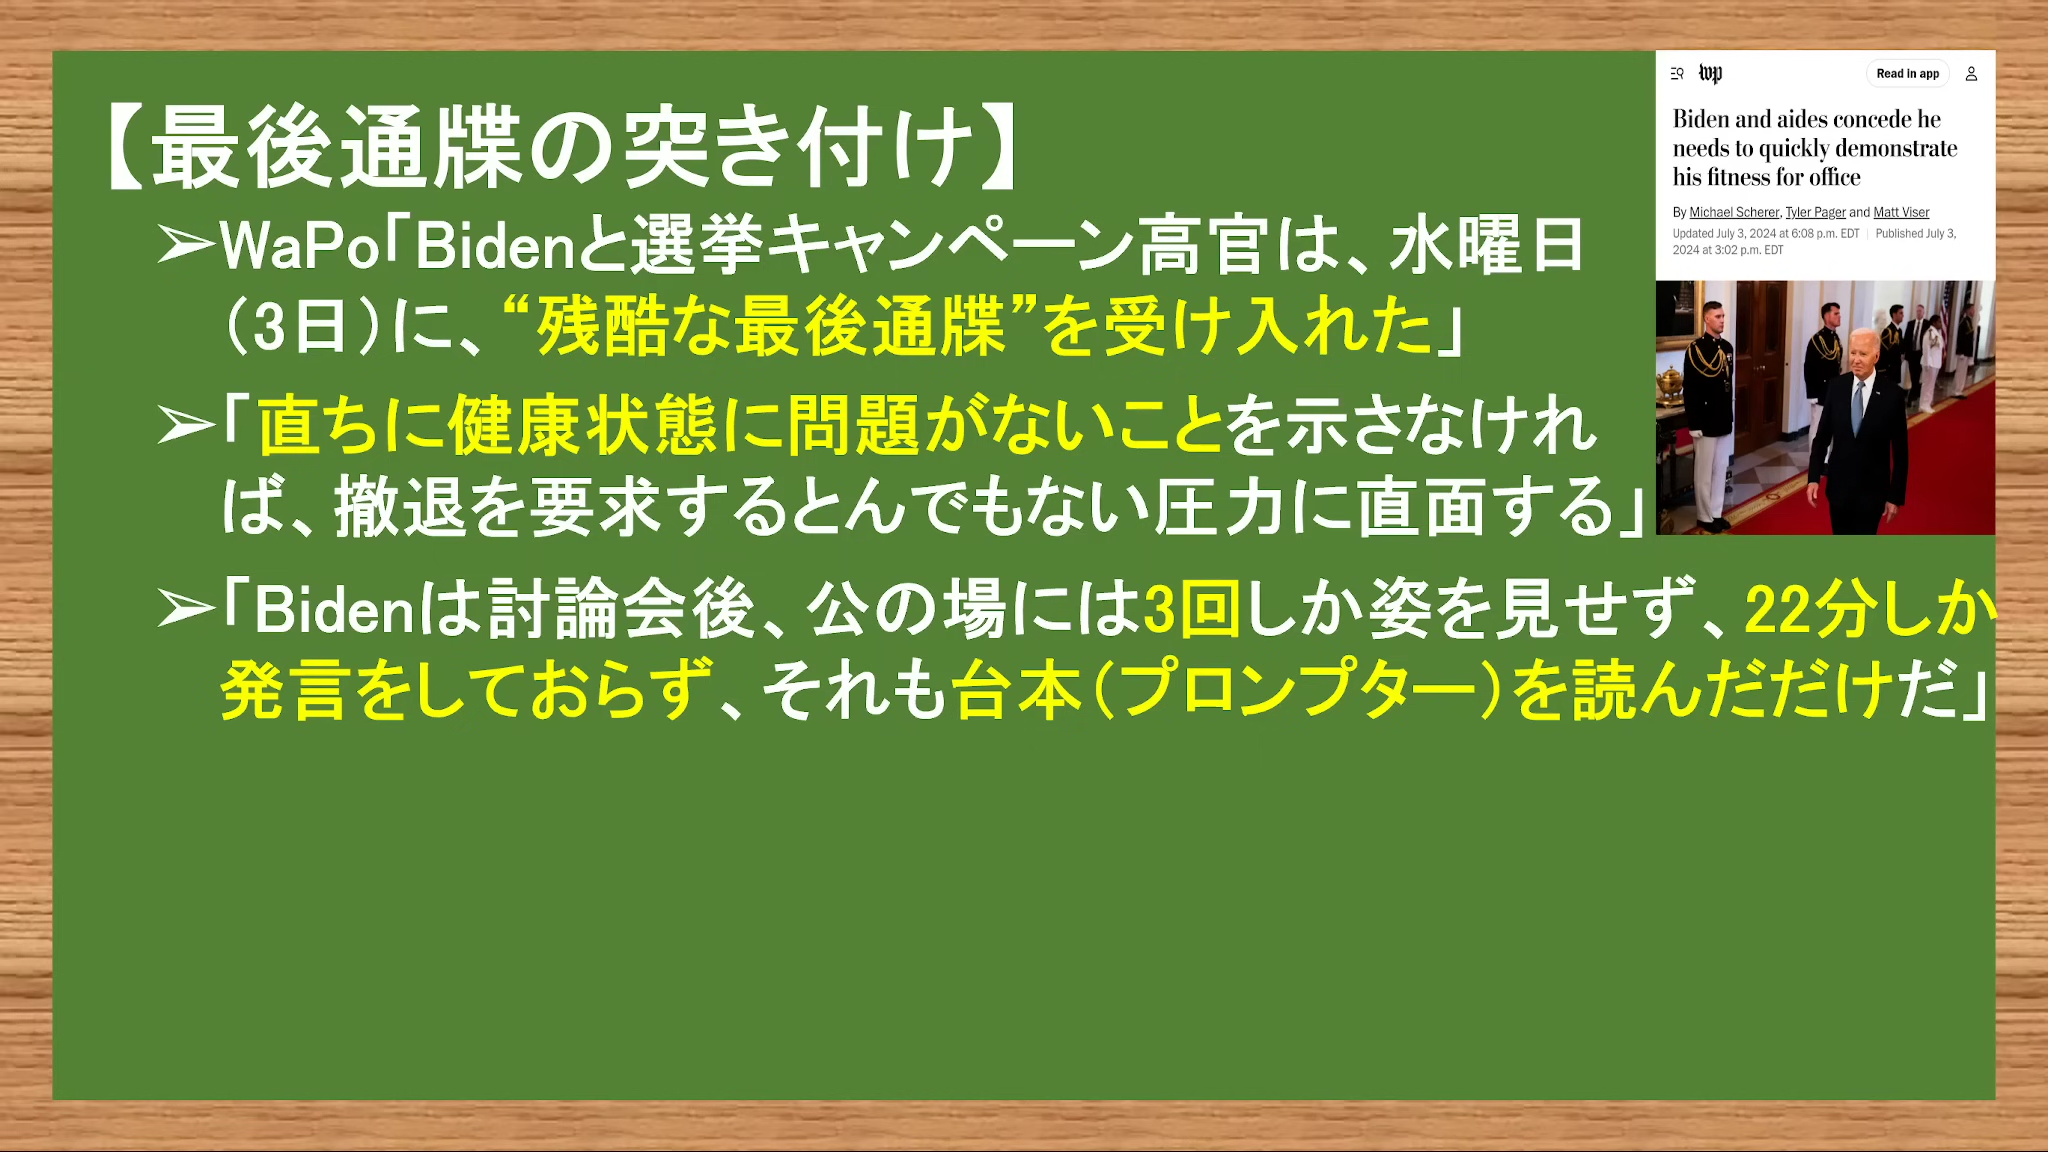 【最後通牒の突き付け】
➢WaPo「Bidenと選挙キャンペーン高官は、水曜日
（3日）に、“残酷な最後通牒”を受け入れた」
➢「直ちに健康状態に問題がないことを示さなけれ
ば、撤退を要求するとんでもない圧力に直面する」
➢「Bidenは討論会後、公の場には3回しか姿を見せず、22分しか
発言をしておらず、それも台本（プロンプター）を読んだだけだ」
wp
Read in app
Biden and aides concede he
needs to quickly demonstrate
his fitness for office
By Michael Scherer, Tyler Pager and Matt Viser
Updated July 3, 2024 at 6:08 p.m. EDT | Published July 3,
2024 at 3:02 p.m. EDT